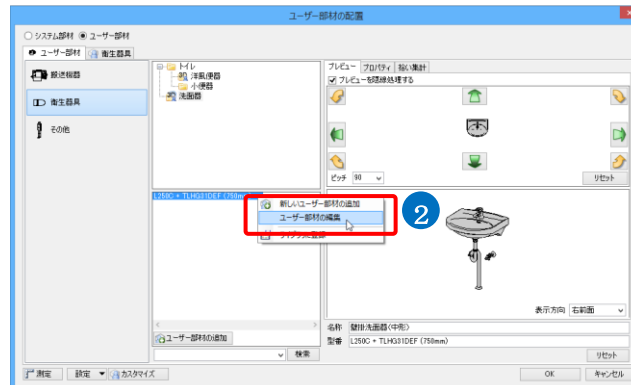 ユーザー部材の配置
システム部材 ユーザー部材
ユーザー部材 衛生器具
搬送機器
衛生器具
その他
トイレ
洋風便器
小便器
洗面器
プレビュー プロパティ 拾い集計
プレビューを陰線処理する
ピッチ 90
リセット
L250C + TLHG31DEF (750mm)
新しいユーザー部材の追加
ユーザー部材の編集
2
表示方向 右前面
名称 壁掛洗面器(中形)
型番 L250C + TLHG31DEF (750mm)
ユーザー部材の追加
検索
リセット
測定 設定 カスタマイズ
OK キャンセル